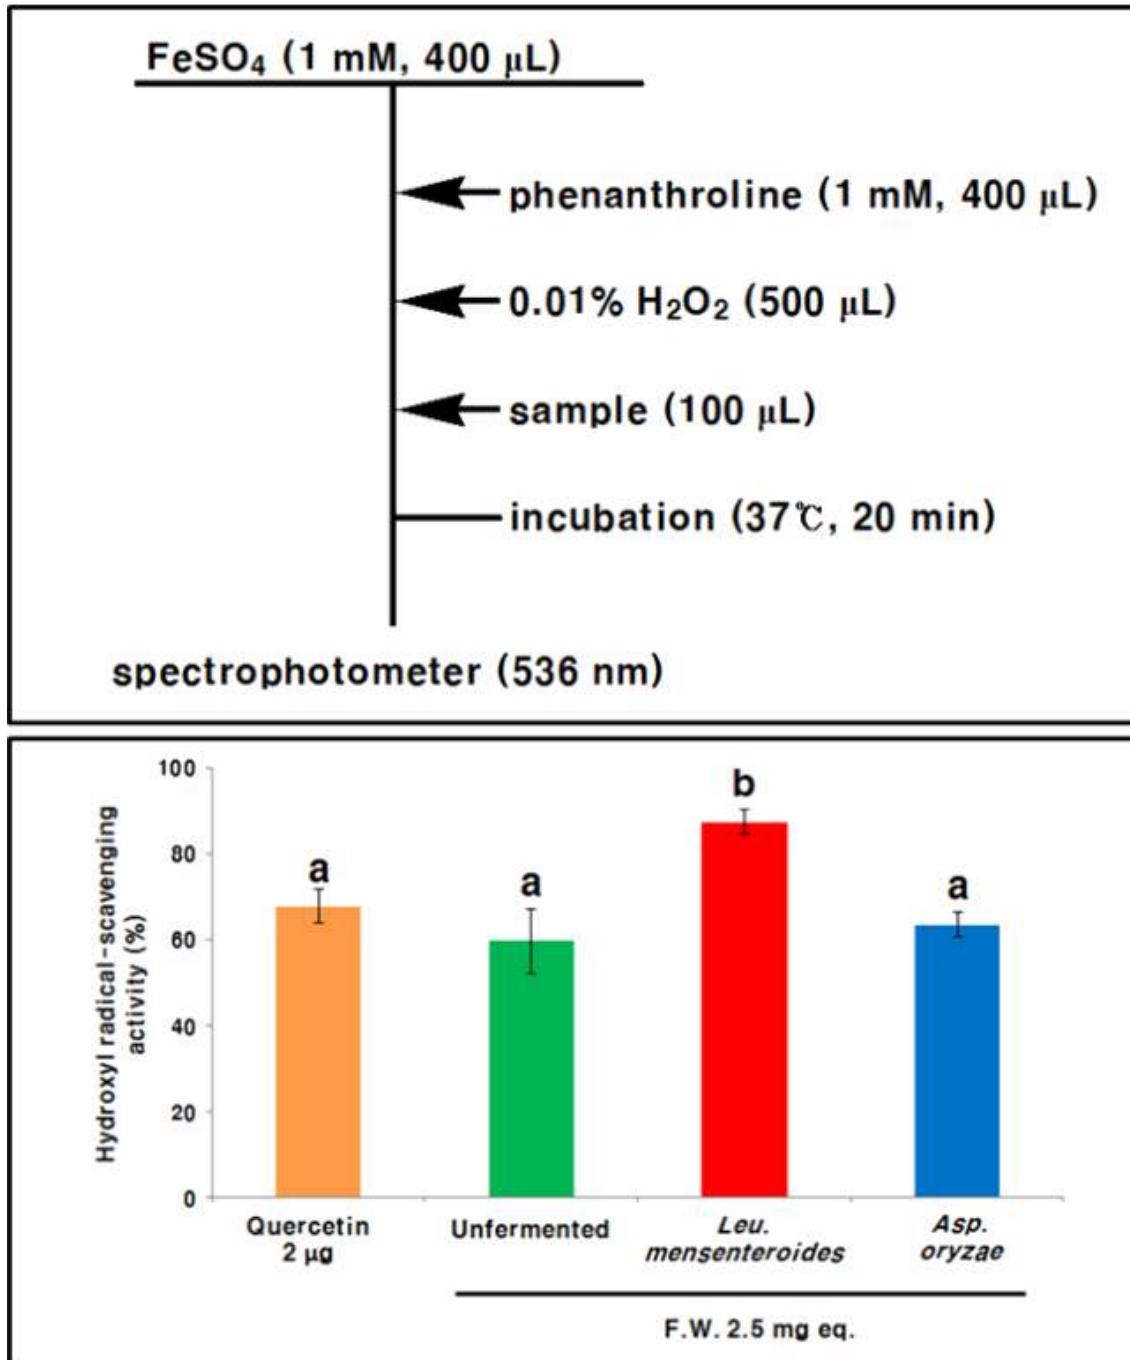 FeSO₄ (1 mM, 400 μL)
phenanthroline (1 mM, 400 μL)
0.01% H₂O₂ (500 μL)
sample (100 μL)
incubation (37℃, 20 min)
spectrophotometer (536 nm)
Hydroxyl radical-scavenging
activity (%)
100
80
60
40
20
0
a
a
b
a
Quercetin
2 μg
Unfermented
Leu.
mensenteroides
Asp.
oryzae
F.W. 2.5 mg eq.